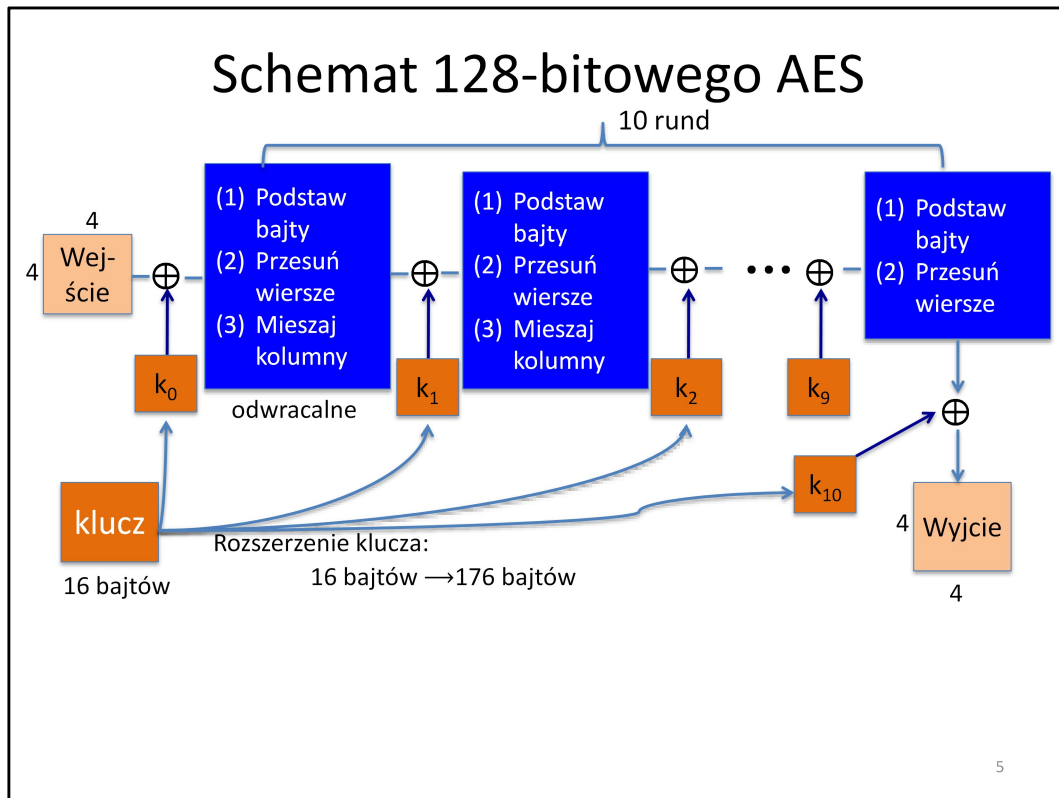 Schemat 128-bitowego AES
10 rund
4
4
Wej-
ście
⊕
k0
(1) Podstaw
bajty
(2) Przesuń
wiersze
(3) Mieszaj
kolumny
odwracalne
⊕
k1
(1) Podstaw
bajty
(2) Przesuń
wiersze
(3) Mieszaj
kolumny
⊕
k2
•••
⊕
k9
(1) Podstaw
bajty
(2) Przesuń
wiersze
⊕
k10
klucz
16 bajtów
Rozszerzenie klucza:
16 bajtów →176 bajtów
4
Wyjcie
4
5